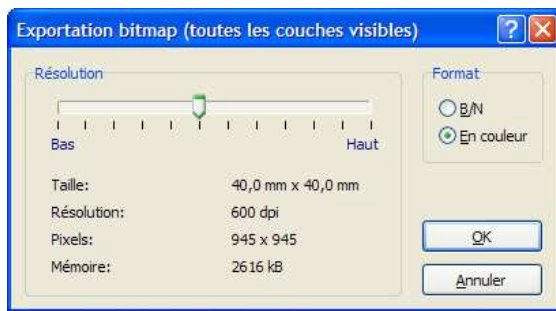 Exportation bitmap (toutes les couches visibles)
Résolution
Bas Haut
Taille: 40,0 mm x 40,0 mm
Résolution: 600 dpi
Pixels: 945 x 945
Mémoire: 2616 kB
Format
B/N
En couleur
OK
Annuler